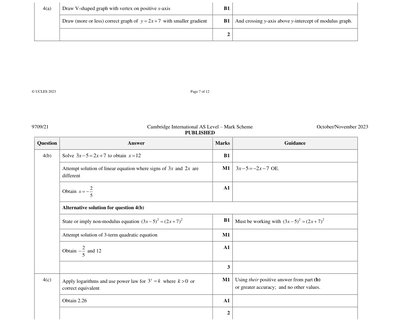 4(a) Draw V-shaped graph with vertex on positive x-axis B1
Draw (more or less) correct graph of y = 2x + 7 with smaller gradient B1 And crossing y-axis above y-intercept of modulus graph.
2
© UCLES 2023 Page 7 of 12
9709/21 Cambridge International AS Level – Mark Scheme October/November 2023
PUBLISHED
Question Answer Marks Guidance
4(b) Solve 3x − 5 = 2x + 7 to obtain x = 12 B1
Attempt solution of linear equation where signs of 3x and 2x are M1 3x − 5 = −2x − 7 OE.
different
Obtain x = −2/5 A1
Alternative solution for question 4(b)
State or imply non-modulus equation (3x − 5)² = (2x + 7)² B1 Must be working with (3x − 5)² = (2x + 7)²
Attempt solution of 3-term quadratic equation M1
Obtain −2/5 and 12 A1
3
4(c) Apply logarithms and use power law for 3ʸ = k where k > 0 or M1 Using their positive answer from part (b)
correct equivalent or greater accuracy; and no other values.
Obtain 2.26 A1
2